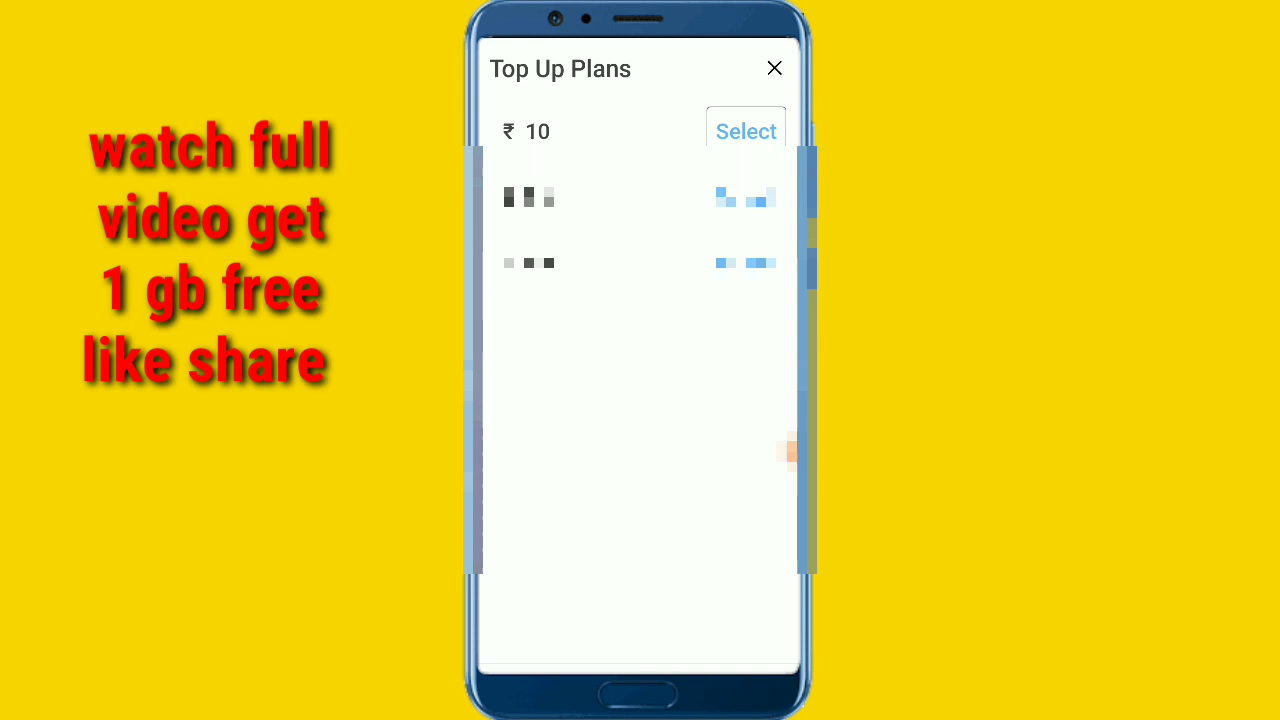 watch full
video get
1 gb free
like share
Top Up Plans
₹ 10
Select